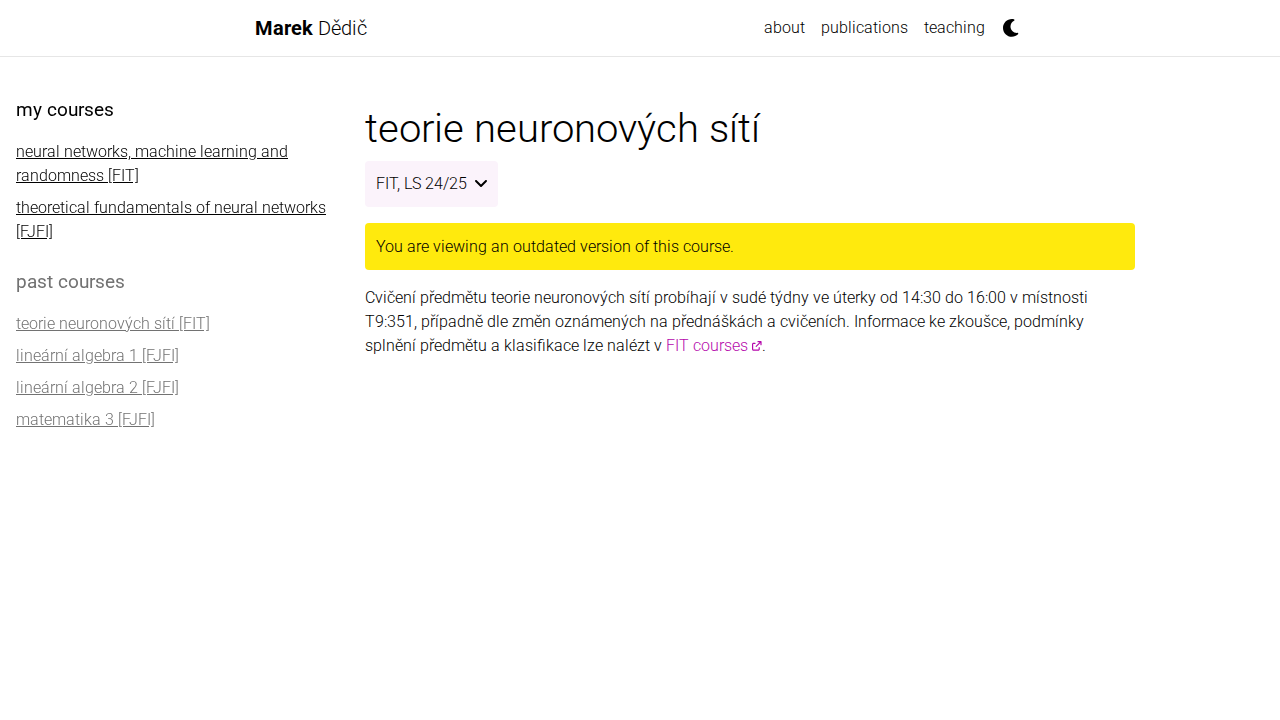 Marek Dědič
about publications teaching
my courses
neural networks, machine learning and
randomness [FIT]
theoretical fundamentals of neural networks
[FJFI]
past courses
teorie neuronových sítí [FIT]
lineární algebra 1 [FJFI]
lineární algebra 2 [FJFI]
matematika 3 [FJFI]
teorie neuronových sítí
FIT, LS 24/25
You are viewing an outdated version of this course.
Cvičení předmětu teorie neuronových sítí probíhají v sudé týdny ve úterky od 14:30 do 16:00 v místnosti
T9:351, případně dle změn oznámených na přednáškách a cvičeních. Informace ke zkoušce, podmínky
splnění předmětu a klasifikace lze nalézt v FIT courses.